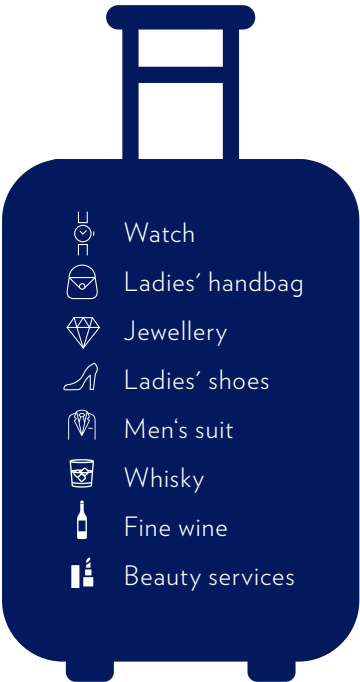 Watch
Ladies´ handbag
Jewellery
Ladies´ shoes
Men‘s suit
Whisky
Fine wine
Beauty services